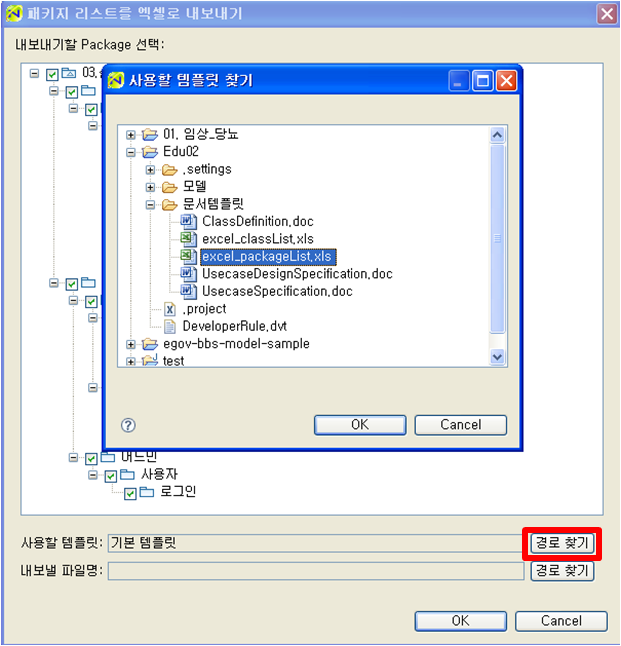 패키지 리스트를 엑셀로 내보내기
내보내기할 Package 선택:
03.
사용할 템플릿 찾기
01. 임상_당뇨
Edu02
.settings
모델
문서템플릿
ClassDefinition.doc
excel_classList.xls
excel_packageList.xls
UsecaseDesignSpecification.doc
UsecaseSpecification.doc
.project
DeveloperRule.dvt
egov-bbs-model-sample
test
OK Cancel
어드민
사용자
로그인
사용할 템플릿: 기본 템플릿 경로 찾기
내보낼 파일명: 경로 찾기
OK Cancel